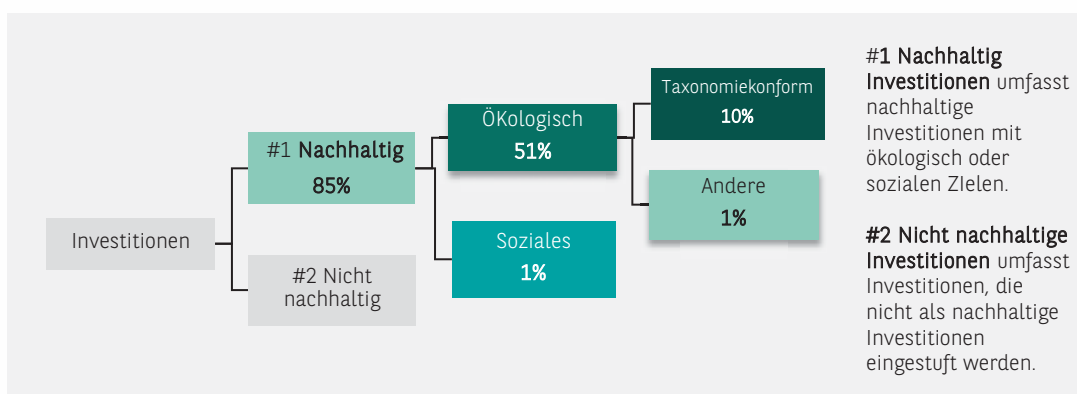 Investitionen
#1 Nachhaltig
85%
#2 Nicht
nachhaltig
ÖKologisch
51%
Soziales
1%
Taxonomiekonform
10%
Andere
1%
#1 Nachhaltig
Investitionen umfasst
nachhaltige
Investitionen mit
ökologisch oder
sozialen ZIelen.
#2 Nicht nachhaltige
Investitionen umfasst
Investitionen, die
nicht als nachhaltige
Investitionen
eingestuft werden.